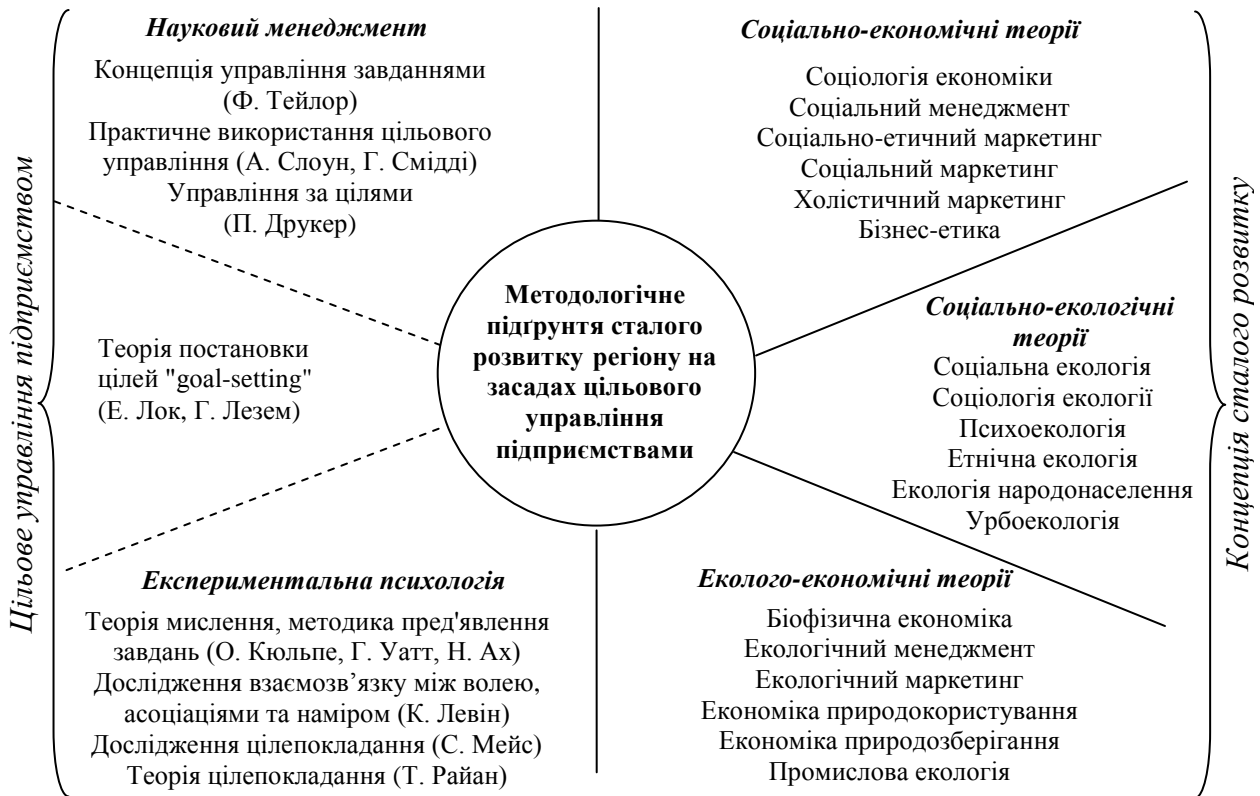 Цільове управління підприємством
Науковий менеджмент
Концепція управління завданнями
(Ф. Тейлор)
Практичне використання цільового
управління (А. Слоун, Г. Смідді)
Управління за цілями
(П. Друкер)
Теорія постановки
цілей "goal-setting"
(Е. Лок, Г. Лезем)
Експериментальна психологія
Теорія мислення, методика пред'явлення
завдань (О. Кюльпе, Г. Уатт, Н. Ах)
Дослідження взаємозв’язку між волею,
асоціаціями та наміром (К. Левін)
Дослідження цілепокладання (С. Мейс)
Теорія цілепокладання (Т. Райан)
Методологічне
підґрунтя сталого
розвитку регіону на
засадах цільового
управління
підприємствами
Соціально-економічні теорії
Соціологія економіки
Соціальний менеджмент
Соціально-етичний маркетинг
Соціальний маркетинг
Холістичний маркетинг
Бізнес-етика
Соціально-екологічні
теорії
Соціальна екологія
Соціологія екології
Психоекологія
Етнічна екологія
Екологія народонаселення
Урбоекологія
Еколого-економічні теорії
Біофізична економіка
Екологічний менеджмент
Екологічний маркетинг
Економіка природокористування
Економіка природозберігання
Промислова екологія
Концепція сталого розвитку